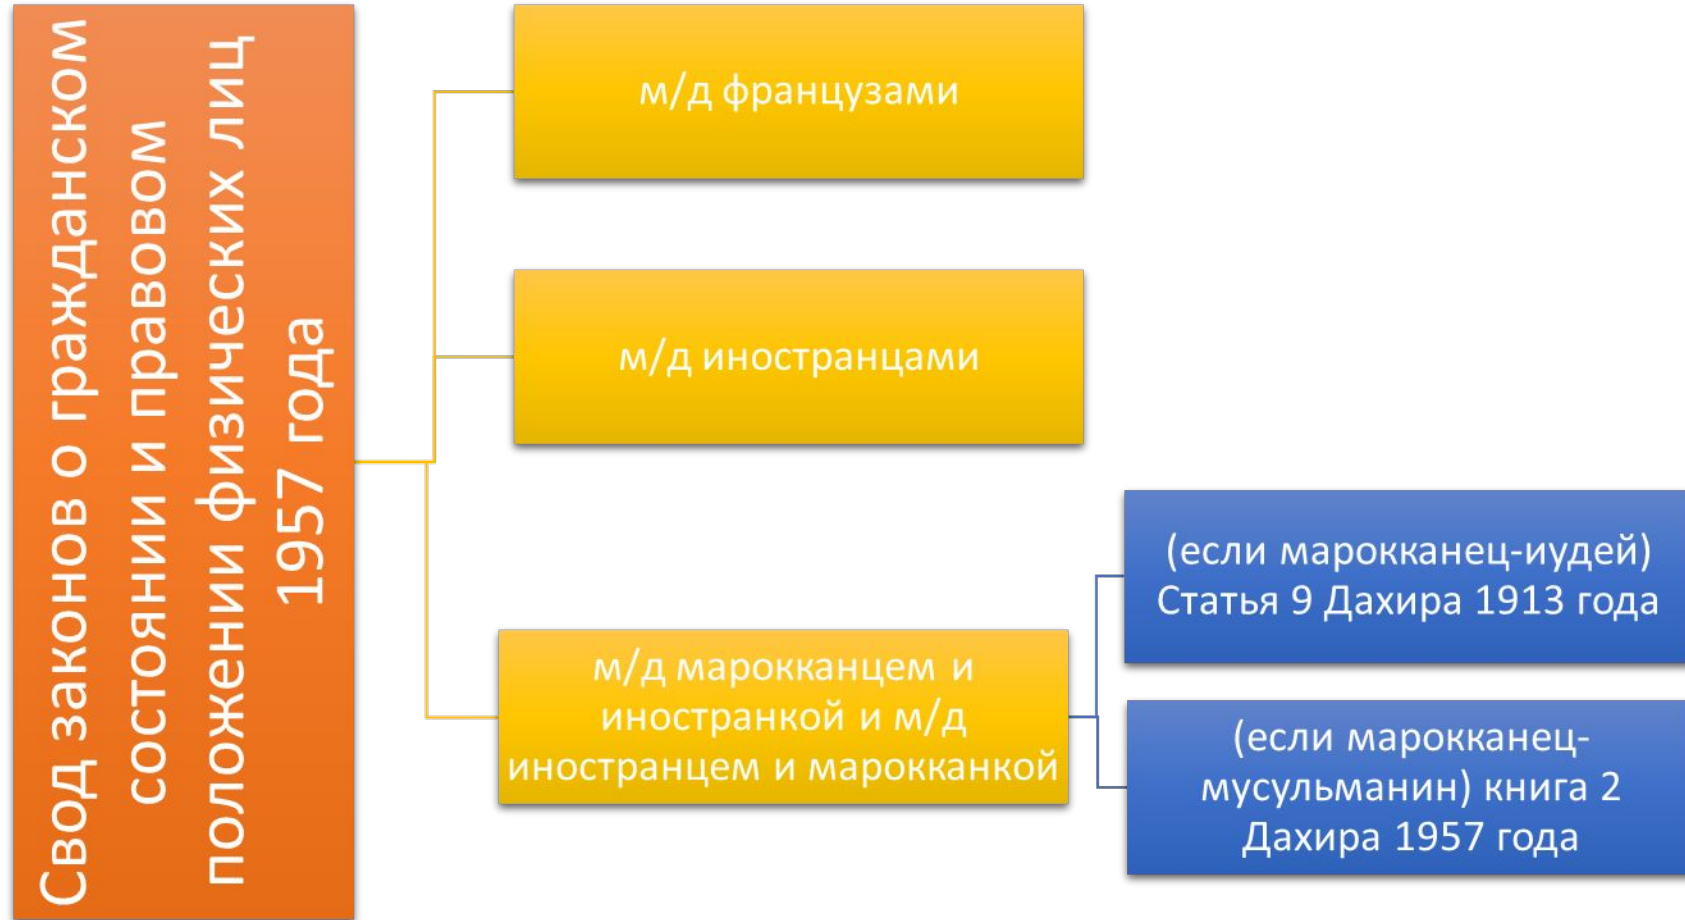 Свод законов о гражданском
состоянии и правовом
положении физических лиц
1957 года
м/д французами
м/д иностранцами
м/д марокканцем и
иностранкой и м/д
иностранцем и марокканкой
(если марокканец-иудей)
Статья 9 Дахира 1913 года
(если марокканец-
мусульманин) книга 2
Дахира 1957 года